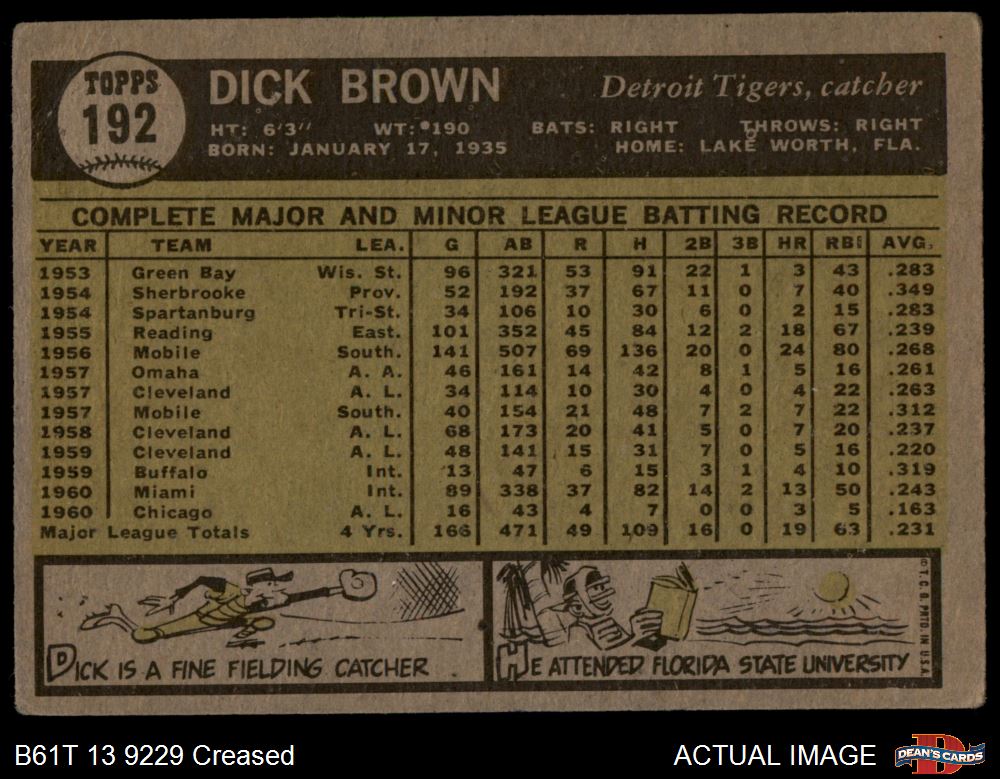 TOPPS
192
DICK BROWN
Detroit Tigers, catcher
HT: 6'3" WT: 190 BATS: RIGHT THROWS: RIGHT
BORN: JANUARY 17, 1935 HOME: LAKE WORTH, FLA.
COMPLETE MAJOR AND MINOR LEAGUE BATTING RECORD
YEAR TEAM LEA. G AB R H 2B 3B HR RBI AVG.
1953 Green Bay Wis. St. 96 321 53 91 22 1 3 43 .283
1954 Sherbrooke Prov. 52 192 37 67 11 0 7 40 .349
1954 Spartanburg Tri-St. 34 106 10 30 6 0 2 15 .283
1955 Reading East. 101 352 45 84 12 2 18 67 .239
1956 Mobile South. 141 507 69 136 20 0 24 80 .268
1957 Omaha A. A. 46 161 14 42 8 1 5 16 .261
1957 Cleveland A. L. 34 114 10 30 4 0 4 22 .263
1957 Mobile South. 40 154 21 48 7 2 7 22 .312
1958 Cleveland A. L. 68 173 20 41 5 0 7 20 .237
1959 Cleveland A. L. 48 141 15 31 7 0 5 16 .220
1959 Buffalo Int. 13 47 6 15 3 1 4 10 .319
1960 Miami Int. 89 338 37 82 14 2 13 50 .243
1960 Chicago A. L. 16 43 4 7 0 0 3 5 .163
Major League Totals 4 Yrs. 166 471 49 109 16 0 19 63 .231
DICK IS A FINE FIELDING CATCHER
HE ATTENDED FLORIDA STATE UNIVERSITY
© T. C. G. PRTD IN U.S.A.
B61T 13 9229 Creased
ACTUAL IMAGE
DEAN'S CARDS